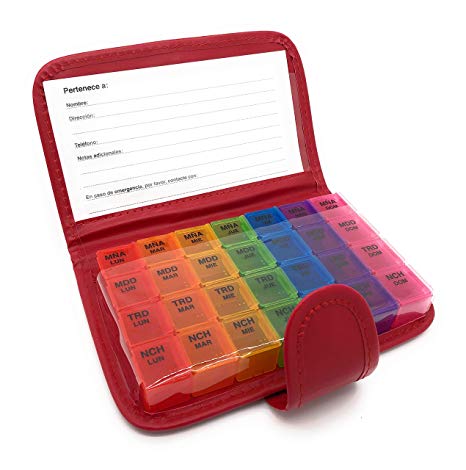 Pertenece a:
Nombre:
Dirección:
Teléfono:
Notas adicionales:
En caso de emergencia, por favor, contacte con:
MÑA MÑA MÑA MÑA MÑA MÑA MÑA
LUN MAR MIE JUE VIE SAB DOM
MDD MDD MDD MDD MDD
LUN MAR MIE JUE DOM
TRD TRD TRD TRD TRD
LUN MAR MIE JUE DOM
NCH NCH NCH NCH
LUN MAR MIE DOM